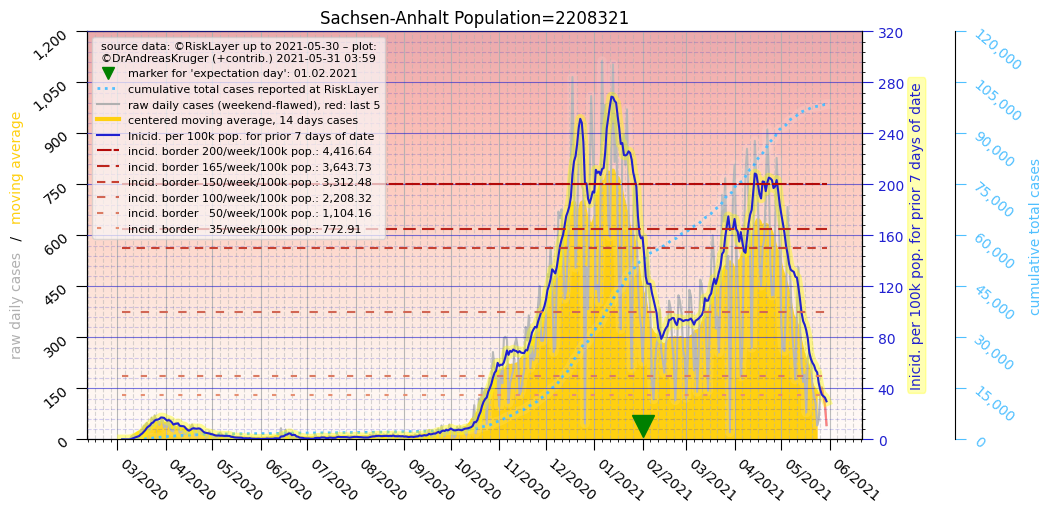 Sachsen-Anhalt Population=2208321
source data: ©RiskLayer up to 2021-05-30 – plot:
©DrAndreasKruger (+contrib.) 2021-05-31 03:59
marker for 'expectation day': 01.02.2021
cumulative total cases reported at RiskLayer
raw daily cases (weekend-flawed), red: last 5
centered moving average, 14 days cases
Inicid. per 100k pop. for prior 7 days of date
incid. border 200/week/100k pop.: 4,416.64
incid. border 165/week/100k pop.: 3,643.73
incid. border 150/week/100k pop.: 3,312.48
incid. border 100/week/100k pop.: 2,208.32
incid. border   50/week/100k pop.: 1,104.16
incid. border   35/week/100k pop.: 772.91
raw daily cases / moving average
1,200
1,050
900
750
600
450
300
150
0
03/2020
04/2020
05/2020
06/2020
07/2020
08/2020
09/2020
10/2020
11/2020
12/2020
01/2021
02/2021
03/2021
04/2021
05/2021
06/2021
320
280
240
200
160
120
80
40
0
Inicid. per 100k pop. for prior 7 days of date
120,000
105,000
90,000
75,000
60,000
45,000
30,000
15,000
0
cumulative total cases